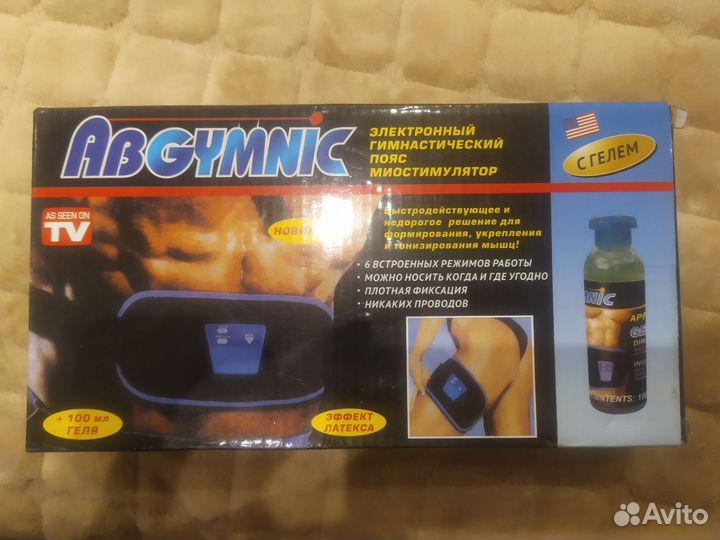 ABGYMNIC
ЭЛЕКТРОННЫЙ
ГИМНАСТИЧЕСКИЙ
ПОЯС
МИОСТИМУЛЯТОР
С ГЕЛЕМ
AS SEEN ON
TV
Быстродействующее и
недорогое решение для
формирования, укрепления
и тонизирования мышц!
• 6 ВСТРОЕННЫХ РЕЖИМОВ РАБОТЫ
• МОЖНО НОСИТЬ КОГДА И ГДЕ УГОДНО
• ПЛОТНАЯ ФИКСАЦИЯ
• НИКАКИХ ПРОВОДОВ
+ 100 мл
ГЕЛЯ
ЭФФЕКТ
ЛАТЕКСА
Avito